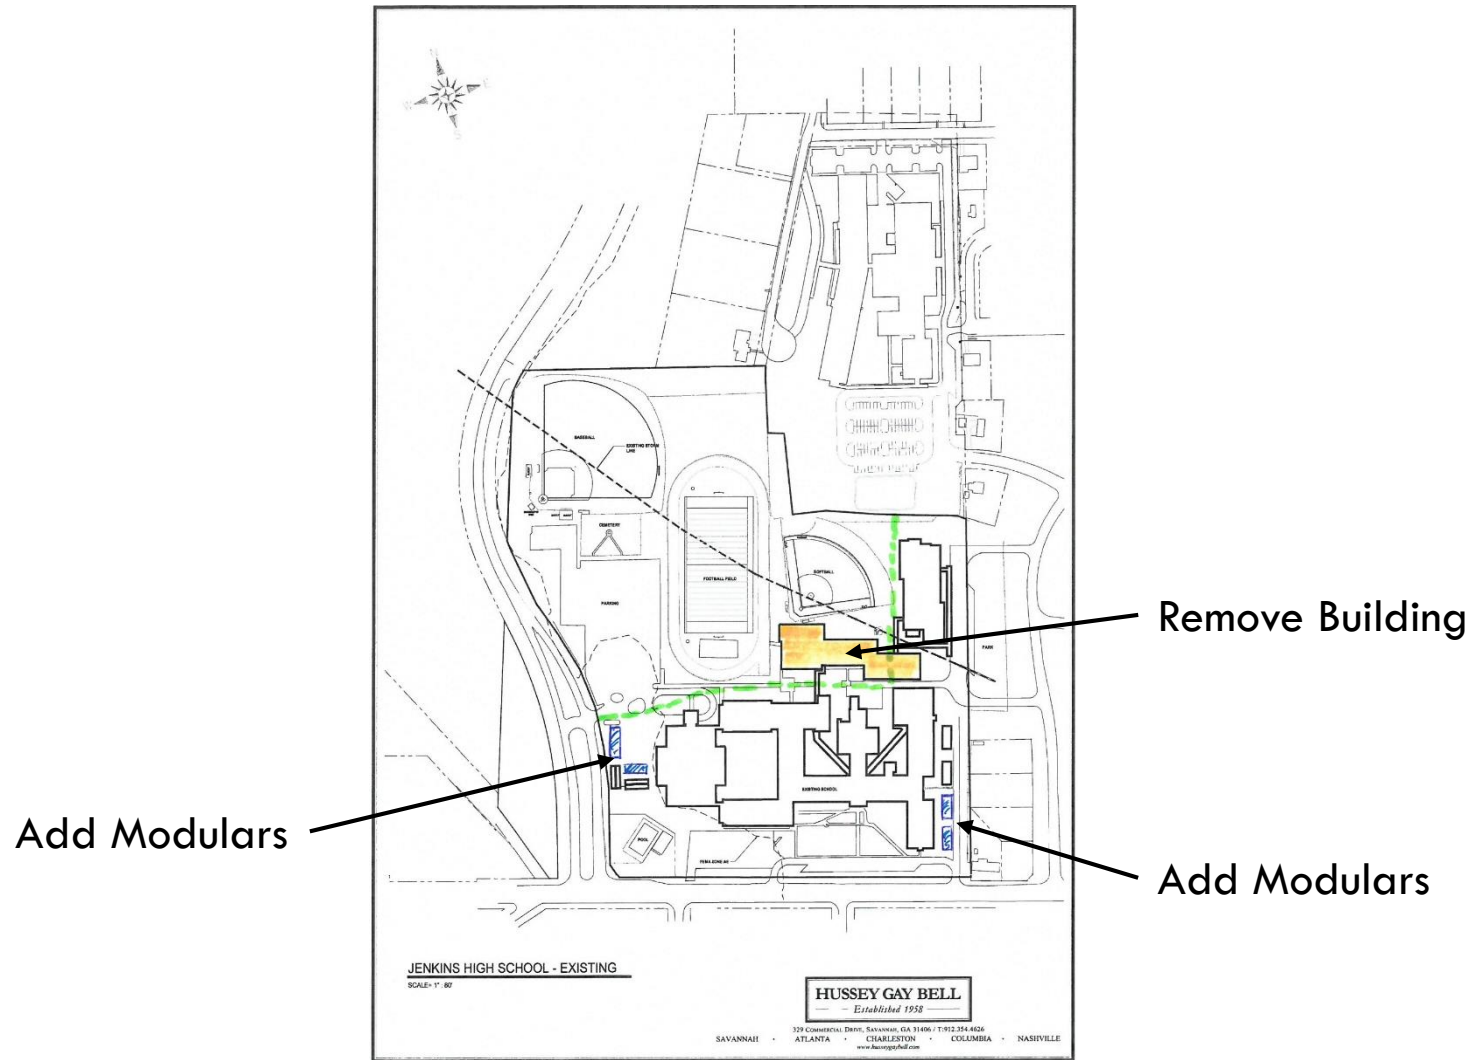 N
E
W
S
BASEBALL
EXISTING STORM
LINE
CEMETERY
SOFTBALL
FOOTBALL FIELD
PARKING
Remove Building
PARK
EXISTING SCHOOL
Add Modulars
POOL
FEMA ZONE AE
Add Modulars
JENKINS HIGH SCHOOL - EXISTING
SCALE= 1" : 80'
HUSSEY GAY BELL
Established 1958
329 COMMERCIAL DRIVE, SAVANNAH, GA 31406 / T:912.354.4626
SAVANNAH · ATLANTA · CHARLESTON · COLUMBIA · NASHVILLE
www.husseygaybell.com